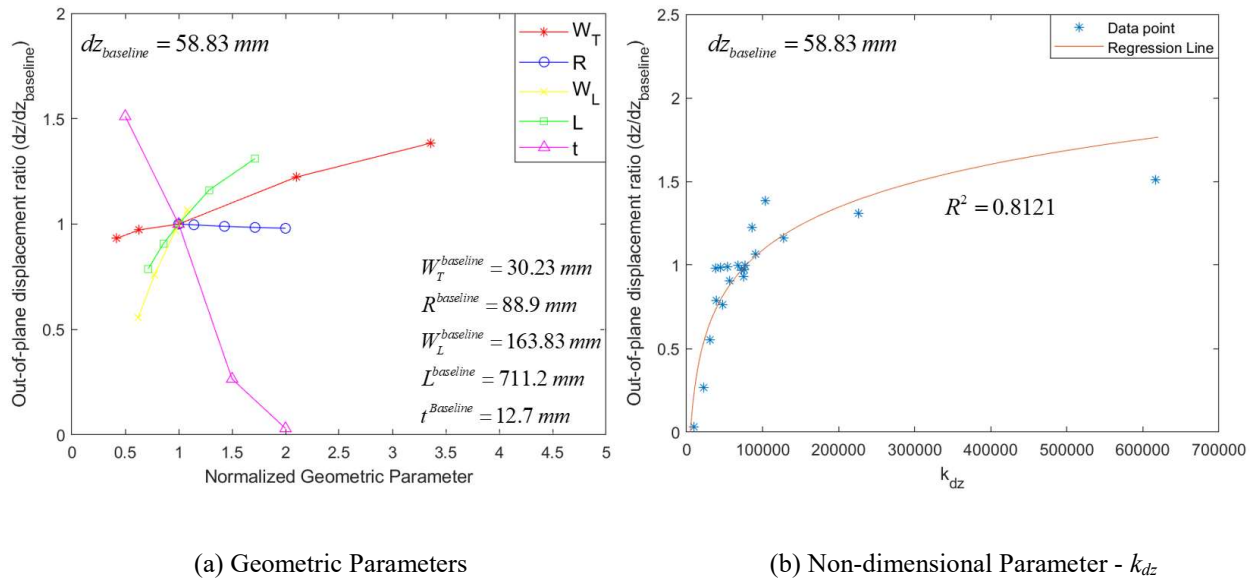 dz_baseline = 58.83 mm
W_T
R
W_L
L
t
W_T^baseline = 30.23 mm
R^baseline = 88.9 mm
W_L^baseline = 163.83 mm
L^baseline = 711.2 mm
t^Baseline = 12.7 mm
Out-of-plane displacement ratio (dz/dz_baseline)
2
1.5
1
0.5
0
0 0.5 1 1.5 2 2.5 3 3.5 4 4.5 5
Normalized Geometric Parameter
(a) Geometric Parameters
dz_baseline = 58.83 mm
Data point
Regression Line
R^2 = 0.8121
Out-of-plane displacement ratio (dz/dz_baseline)
2.5
2
1.5
1
0.5
0
0 100000 200000 300000 400000 500000 600000 700000
k_dz
(b) Non-dimensional Parameter - k_dz